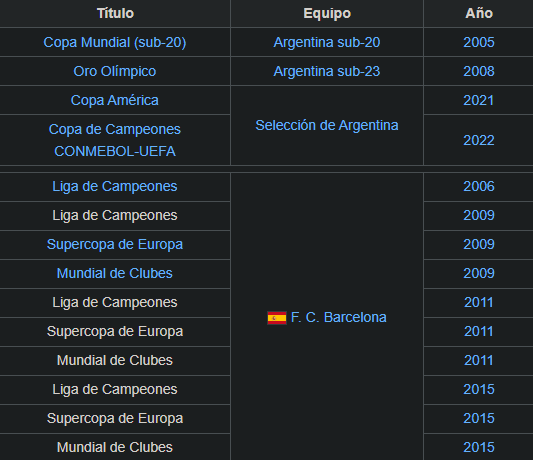 Título Equipo Año
Copa Mundial (sub-20) Argentina sub-20 2005
Oro Olímpico Argentina sub-23 2008
Copa América 2021
Selección de Argentina
Copa de Campeones
CONMEBOL-UEFA 2022
Liga de Campeones 2006
Liga de Campeones 2009
Supercopa de Europa 2009
Mundial de Clubes 2009
Liga de Campeones 2011
F. C. Barcelona
Supercopa de Europa 2011
Mundial de Clubes 2011
Liga de Campeones 2015
Supercopa de Europa 2015
Mundial de Clubes 2015